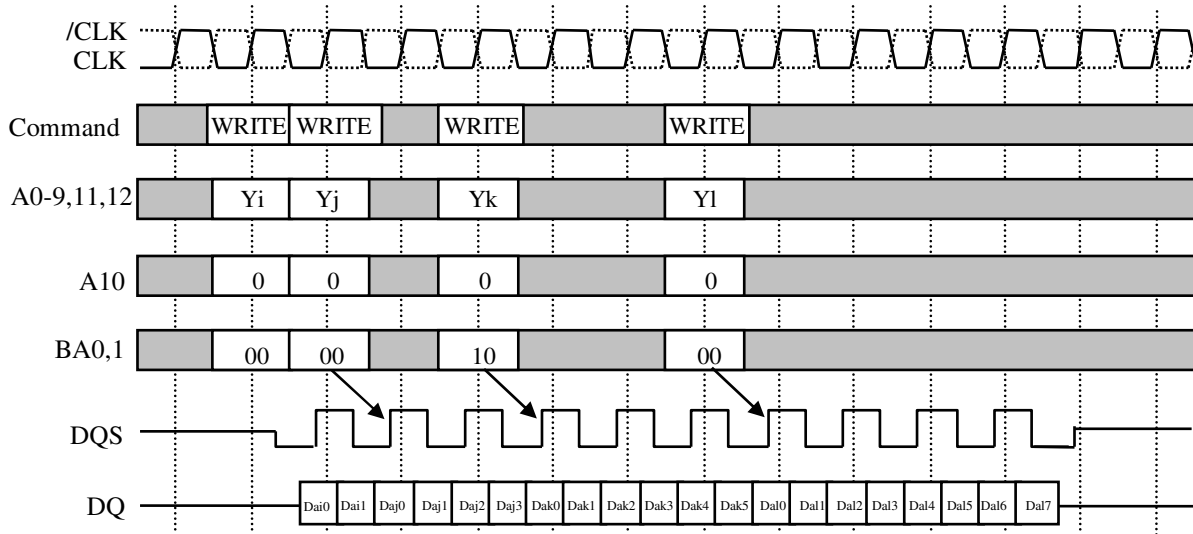 /CLK
CLK
Command WRITE WRITE WRITE WRITE
A0-9,11,12 Yi Yj Yk Yl
A10 0 0 0 0
BA0,1 00 00 10 00
DQS
DQ Dai0 Dai1 Daj0 Daj1 Daj2 Daj3 Dak0 Dak1 Dak2 Dak3 Dak4 Dak5 Dal0 Dal1 Dal2 Dal3 Dal4 Dal5 Dal6 Dal7